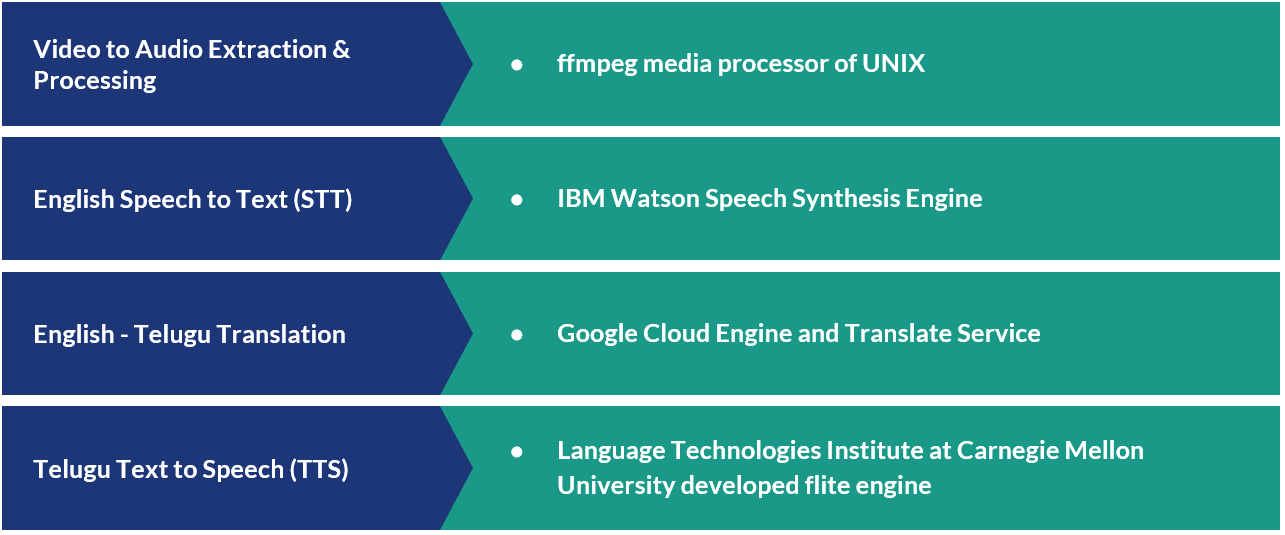 Video to Audio Extraction &
Processing
● ffmpeg media processor of UNIX
English Speech to Text (STT)
● IBM Watson Speech Synthesis Engine
English - Telugu Translation
● Google Cloud Engine and Translate Service
Telugu Text to Speech (TTS)
● Language Technologies Institute at Carnegie Mellon
University developed flite engine